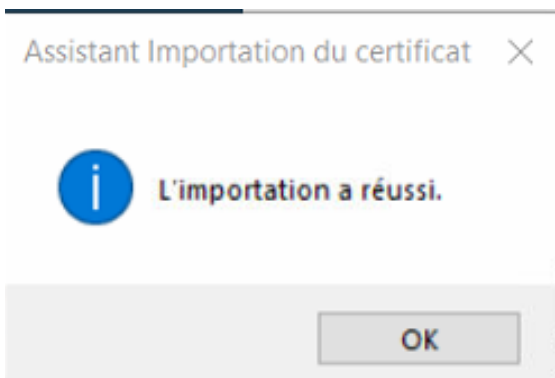 Assistant Importation du certificat
L'importation a réussi.
OK